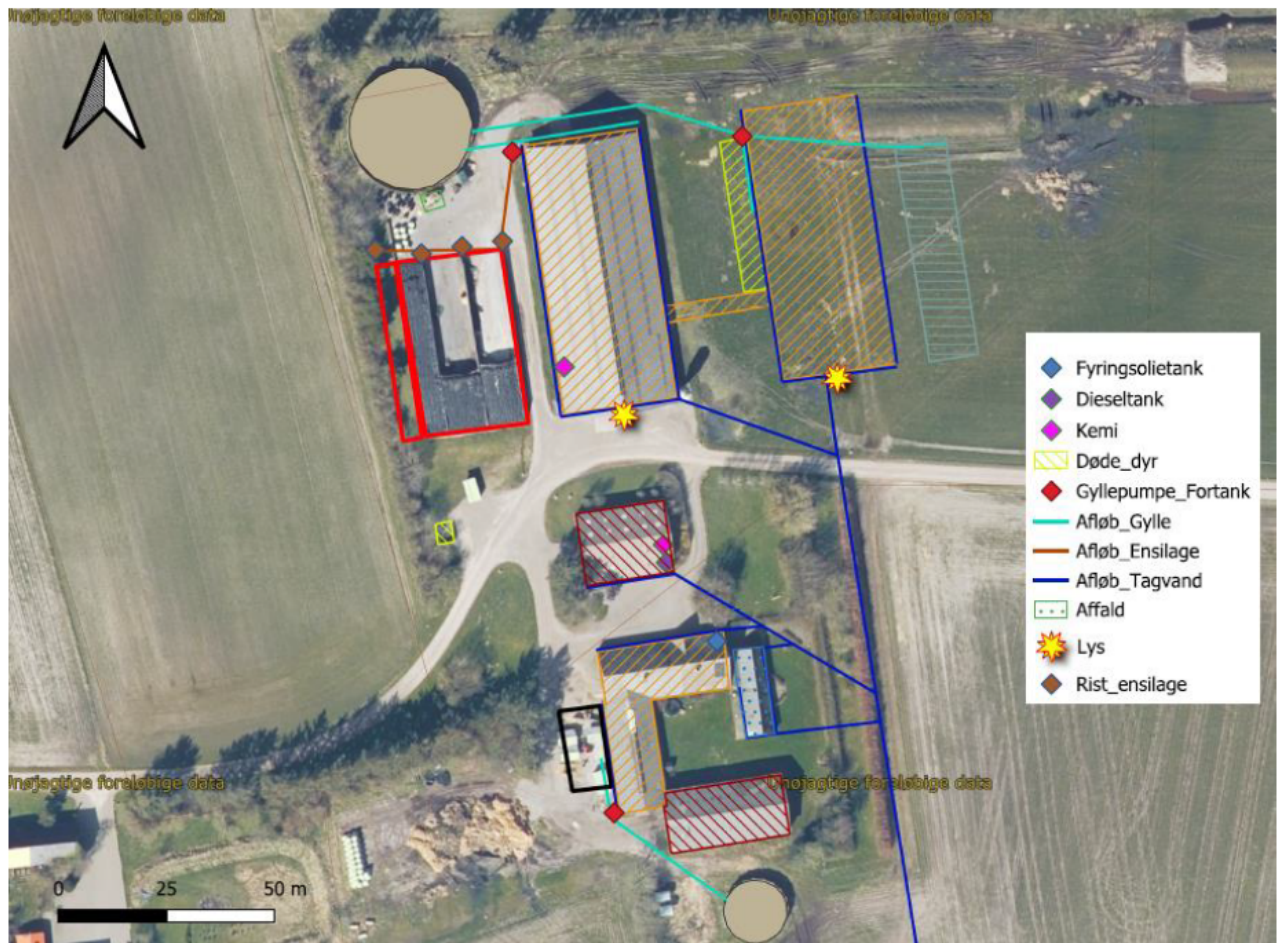 Unøjagtige foreløbige data
Unøjagtige foreløbige data
Fyringsolietank
Dieseltank
Kemi
Døde_dyr
Gyllepumpe_Fortank
Afløb_Gylle
Afløb_Ensilage
Afløb_Tagvand
Affald
Lys
Rist_ensilage
Unøjagtige foreløbige data
Unøjagtige foreløbige data
0 25 50 m